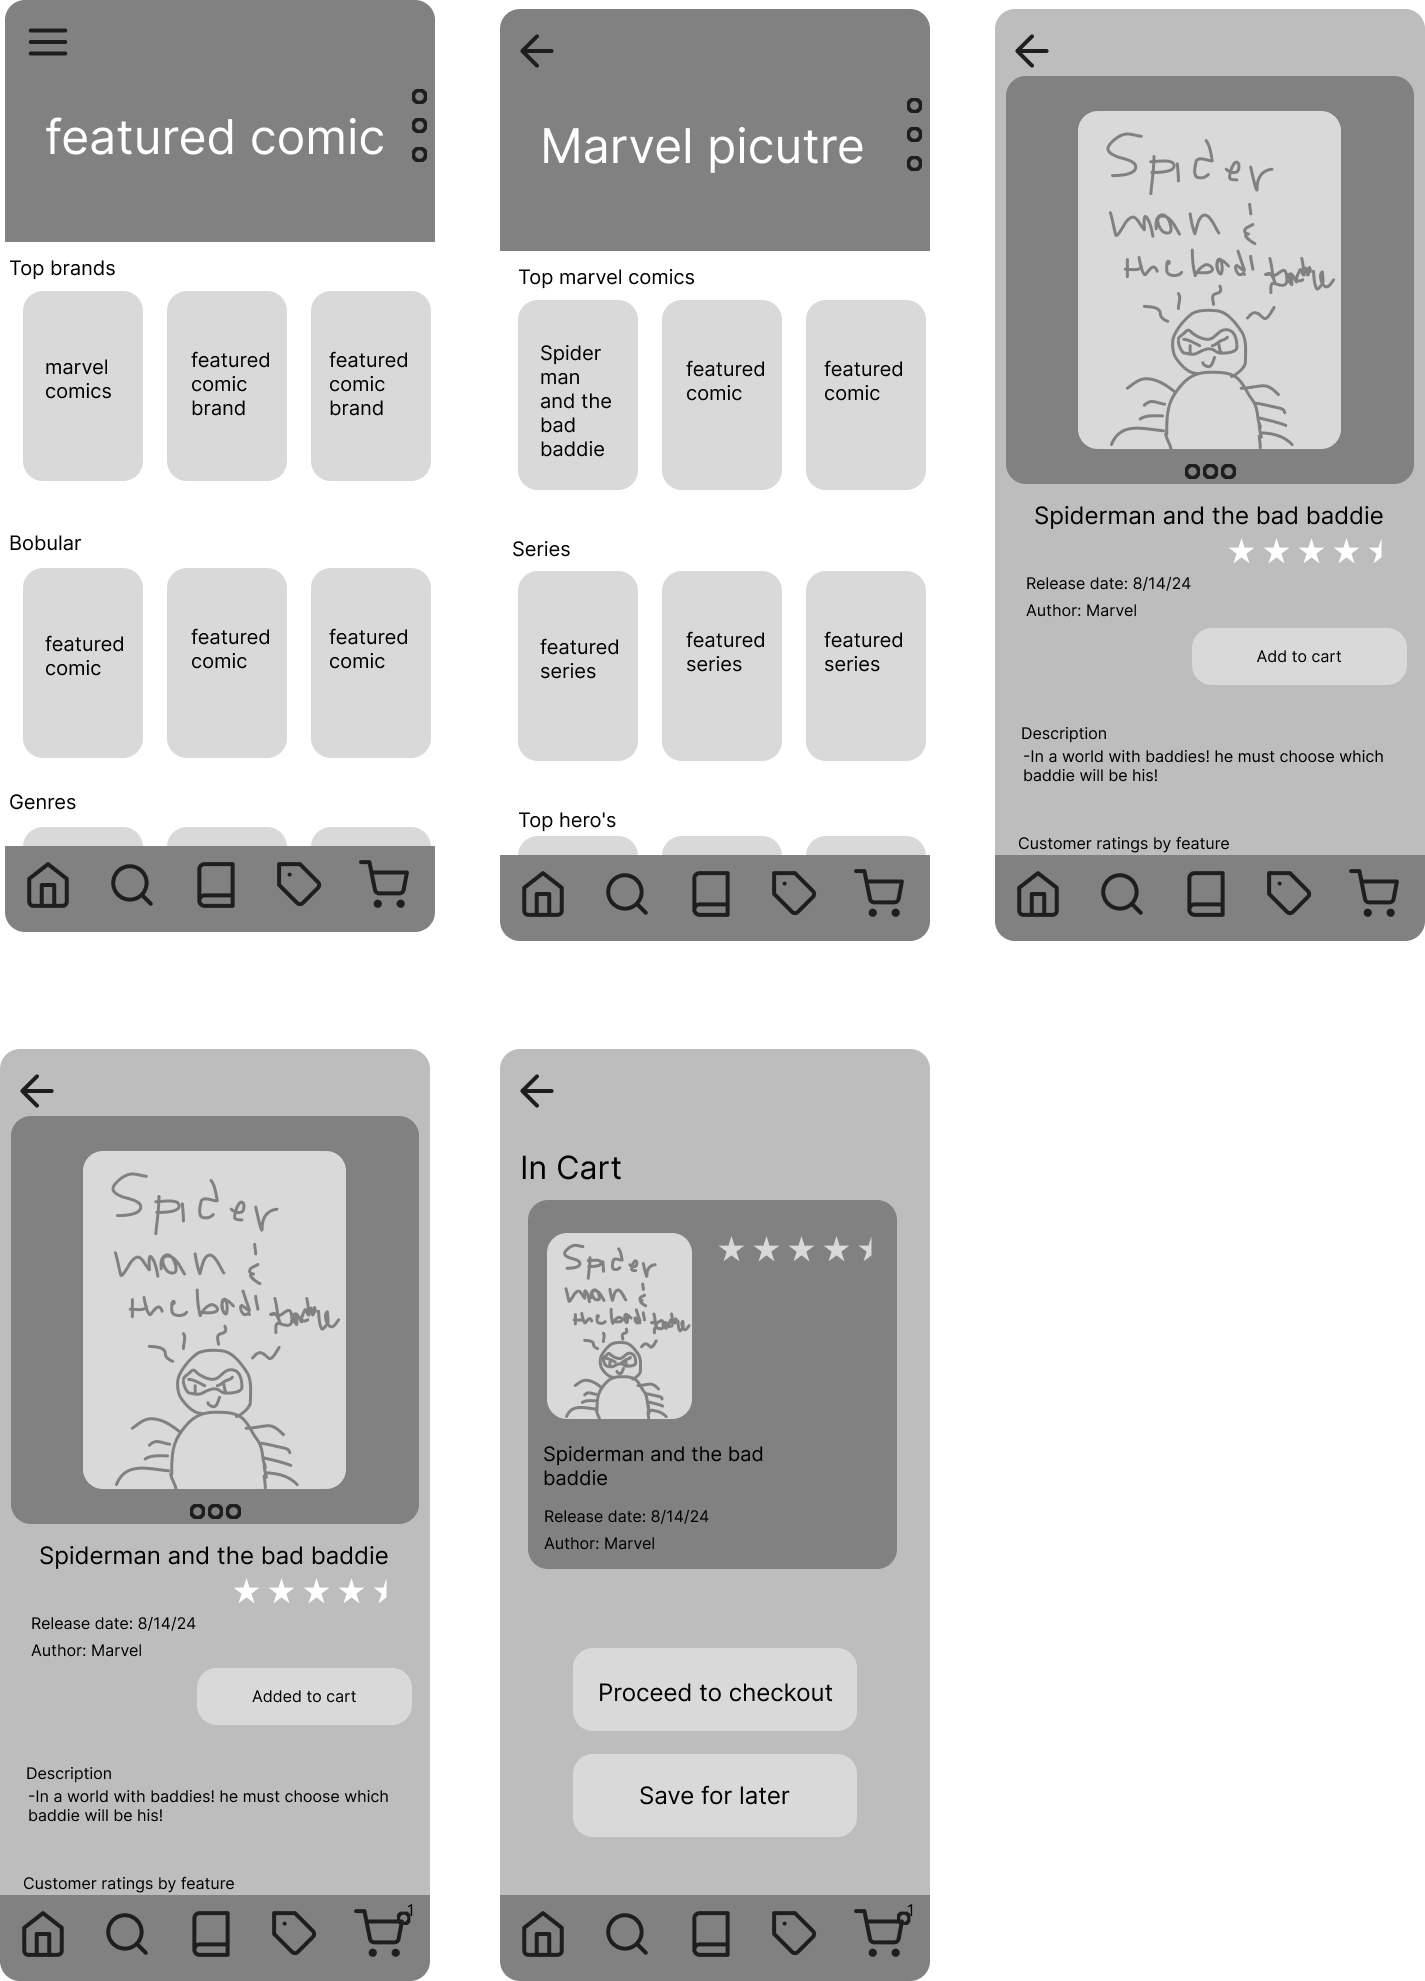 featured comic
Top brands
marvel
comics
featured
comic
brand
featured
comic
brand
Bobular
featured
comic
featured
comic
featured
comic
Genres
Marvel picutre
Top marvel comics
Spider
man
and the
bad
baddie
featured
comic
featured
comic
Series
featured
series
featured
series
featured
series
Top hero's
Spider
man &
the bad
Spiderman and the bad baddie
Release date: 8/14/24
Author: Marvel
Add to cart
Description
-In a world with baddies! he must choose which
baddie will be his!
Customer ratings by feature
Spider
man &
the bad
Spiderman and the bad baddie
Release date: 8/14/24
Author: Marvel
Added to cart
Description
-In a world with baddies! he must choose which
baddie will be his!
Customer ratings by feature
1
In Cart
Spider
man &
the bad
Spiderman and the bad
baddie
Release date: 8/14/24
Author: Marvel
Proceed to checkout
Save for later
1